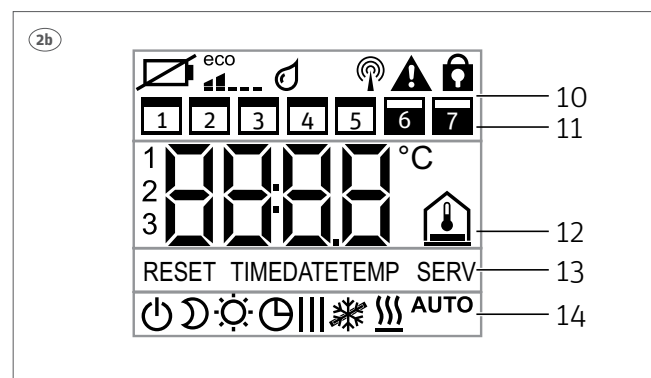 2b
eco
10
1 2 3 4 5 6 7
11
1
88:8.8 °C
2
3
12
RESET TIMEDATETEMP SERV
13
AUTO
14